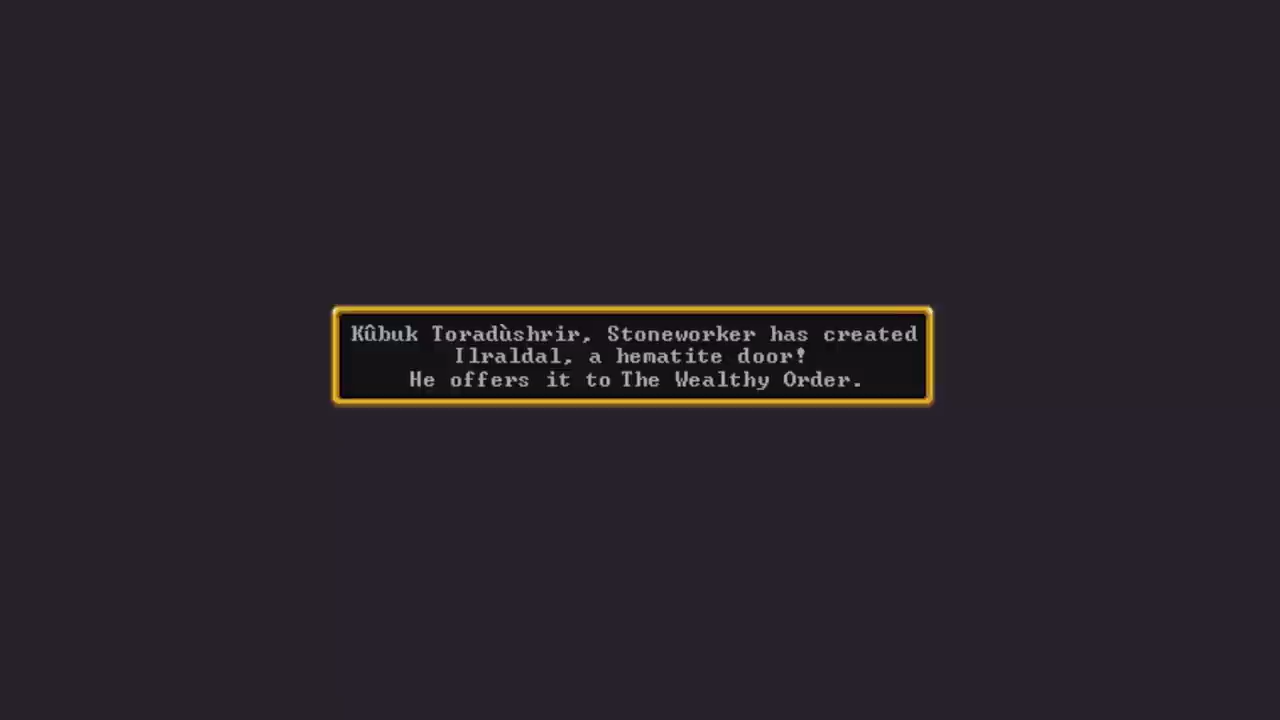 Kûbuk Toradùshrir, Stoneworker has created
Ilraldal, a hematite door!
He offers it to The Wealthy Order.